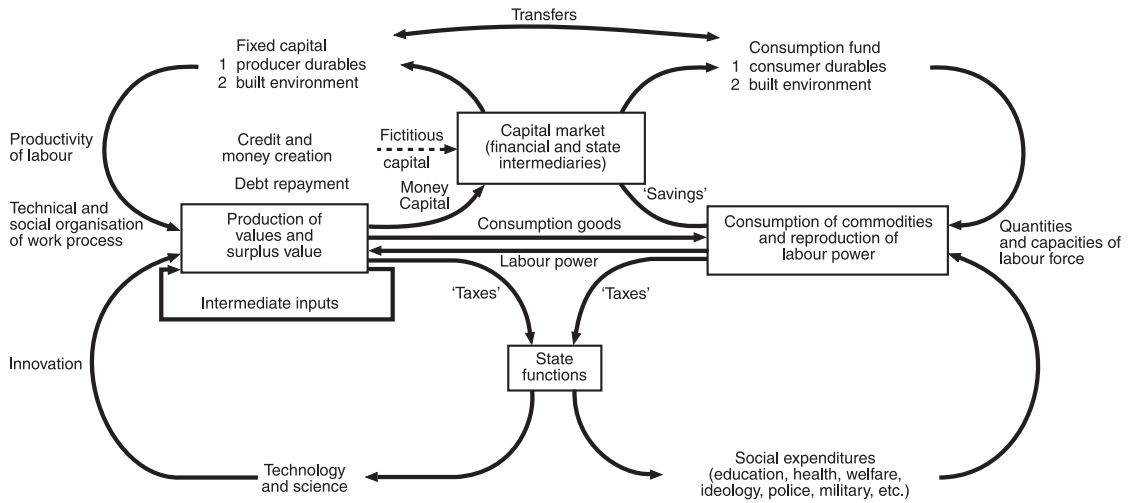 Transfers
Fixed capital
1 producer durables
2 built environment
Consumption fund
1 consumer durables
2 built environment
Productivity
of labour
Credit and
money creation
Fictitious
capital
Capital market
(financial and state
intermediaries)
Debt repayment
Money
Capital
'Savings'
Technical and
social organisation
of work process
Production of
values and
surplus value
Consumption goods
Labour power
Consumption of commodities
and reproduction of
labour power
Quantities
and capacities of
labour force
Intermediate inputs
'Taxes'
'Taxes'
Innovation
State
functions
Technology
and science
Social expenditures
(education, health, welfare,
ideology, police, military, etc.)